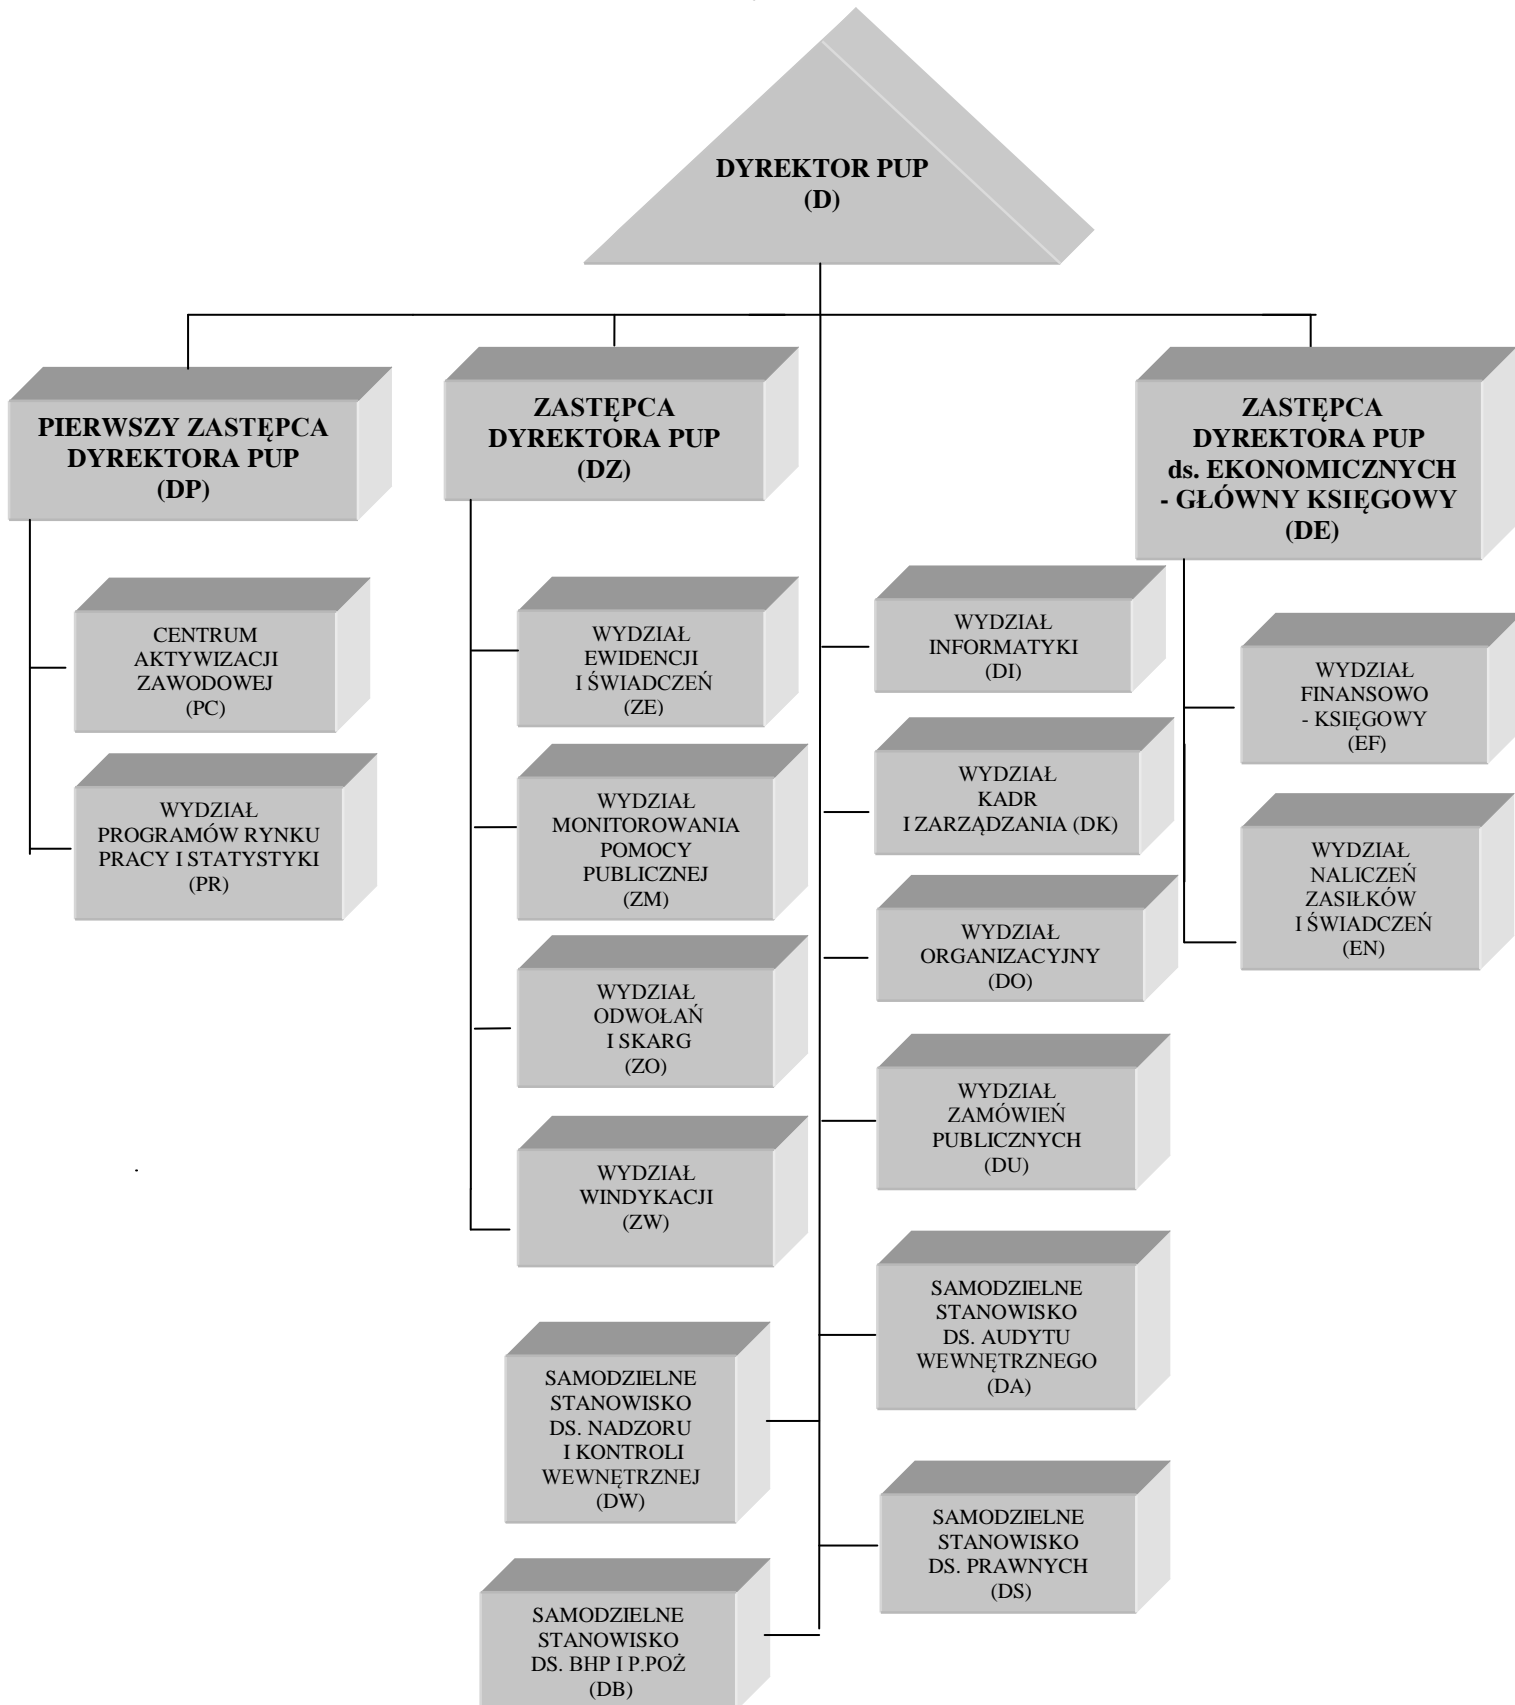 DYREKTOR PUP
(D)
PIERWSZY ZASTĘPCA
DYREKTORA PUP
(DP)
ZASTĘPCA
DYREKTORA PUP
(DZ)
ZASTĘPCA
DYREKTORA PUP
ds. EKONOMICZNYCH
- GŁÓWNY KSIĘGOWY
(DE)
CENTRUM
AKTYWIZACJI
ZAWODOWEJ
(PC)
WYDZIAŁ
PROGRAMÓW RYNKU
PRACY I STATYSTYKI
(PR)
WYDZIAŁ
EWIDENCJI
I ŚWIADCZEŃ
(ZE)
WYDZIAŁ
MONITOROWANIA
POMOCY
PUBLICZNEJ
(ZM)
WYDZIAŁ
ODWOŁAŃ
I SKARG
(ZO)
WYDZIAŁ
WINDYKACJI
(ZW)
WYDZIAŁ
INFORMATYKI
(DI)
WYDZIAŁ
KADR
I ZARZĄDZANIA (DK)
WYDZIAŁ
ORGANIZACYJNY
(DO)
WYDZIAŁ
ZAMÓWIEŃ
PUBLICZNYCH
(DU)
WYDZIAŁ
FINANSOWO
- KSIĘGOWY
(EF)
WYDZIAŁ
NALICZEŃ
ZASIŁKÓW
I ŚWIADCZEŃ
(EN)
SAMODZIELNE
STANOWISKO
DS. AUDYTU
WEWNĘTRZNEGO
(DA)
SAMODZIELNE
STANOWISKO
DS. NADZORU
I KONTROLI
WEWNĘTRZNEJ
(DW)
SAMODZIELNE
STANOWISKO
DS. PRAWNYCH
(DS)
SAMODZIELNE
STANOWISKO
DS. BHP I P.POŻ
(DB)